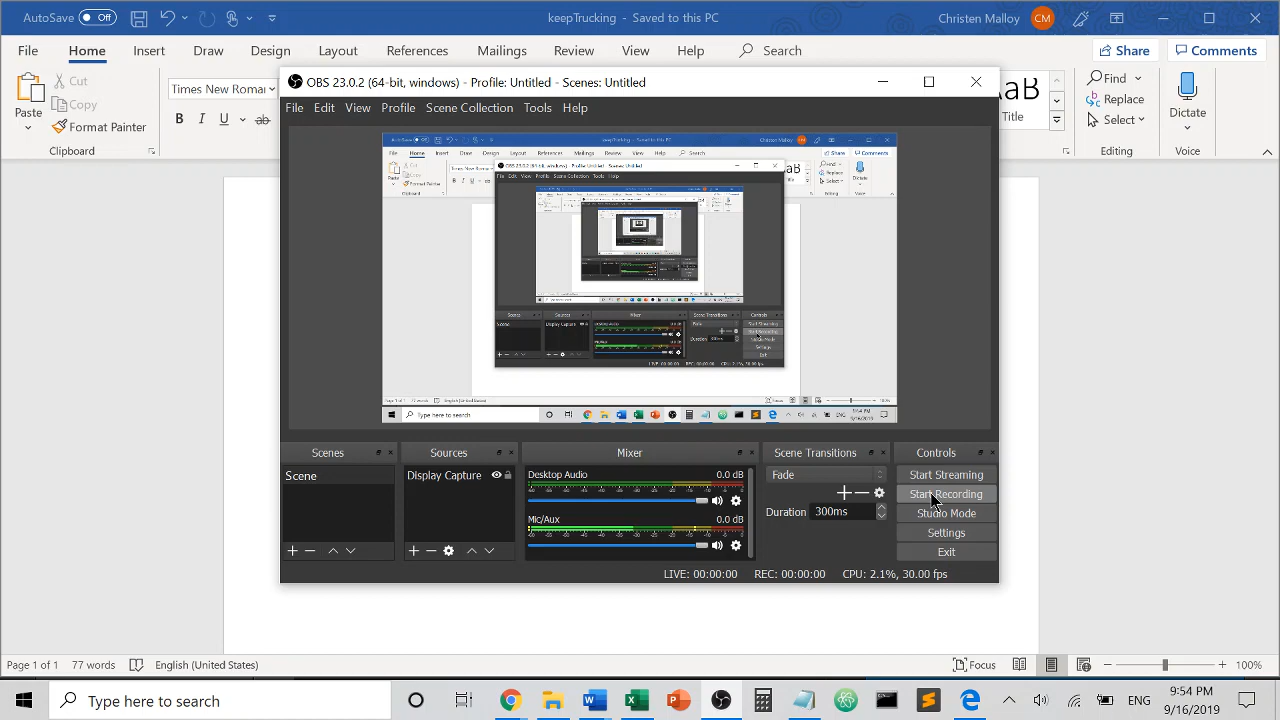 AutoSave Off keepTrucking - Saved to this PC Christen Malloy CM
File Home Insert Draw Design Layout References Mailings Review View Help Search Share Comments
Cut
Copy
Format Painter
Paste
Clipboard
Times New Roma
B I U ab
AaB
Title
Find
Replace
Select
Editing
Dictate
Voice
OBS 23.0.2 (64-bit, windows) - Profile: Untitled - Scenes: Untitled
File Edit View Profile Scene Collection Tools Help
Scenes Sources Mixer Scene Transitions Controls
Scene
Display Capture
Desktop Audio 0.0 dB
Mic/Aux 0.0 dB
Fade
Duration 300ms
Start Streaming
Start Recording
Studio Mode
Settings
Exit
LIVE: 00:00:00 REC: 00:00:00 CPU: 2.1%, 30.00 fps
Page 1 of 1 77 words English (United States) Focus 100%
Type here to search ENG 9:54 PM
9/16/2019